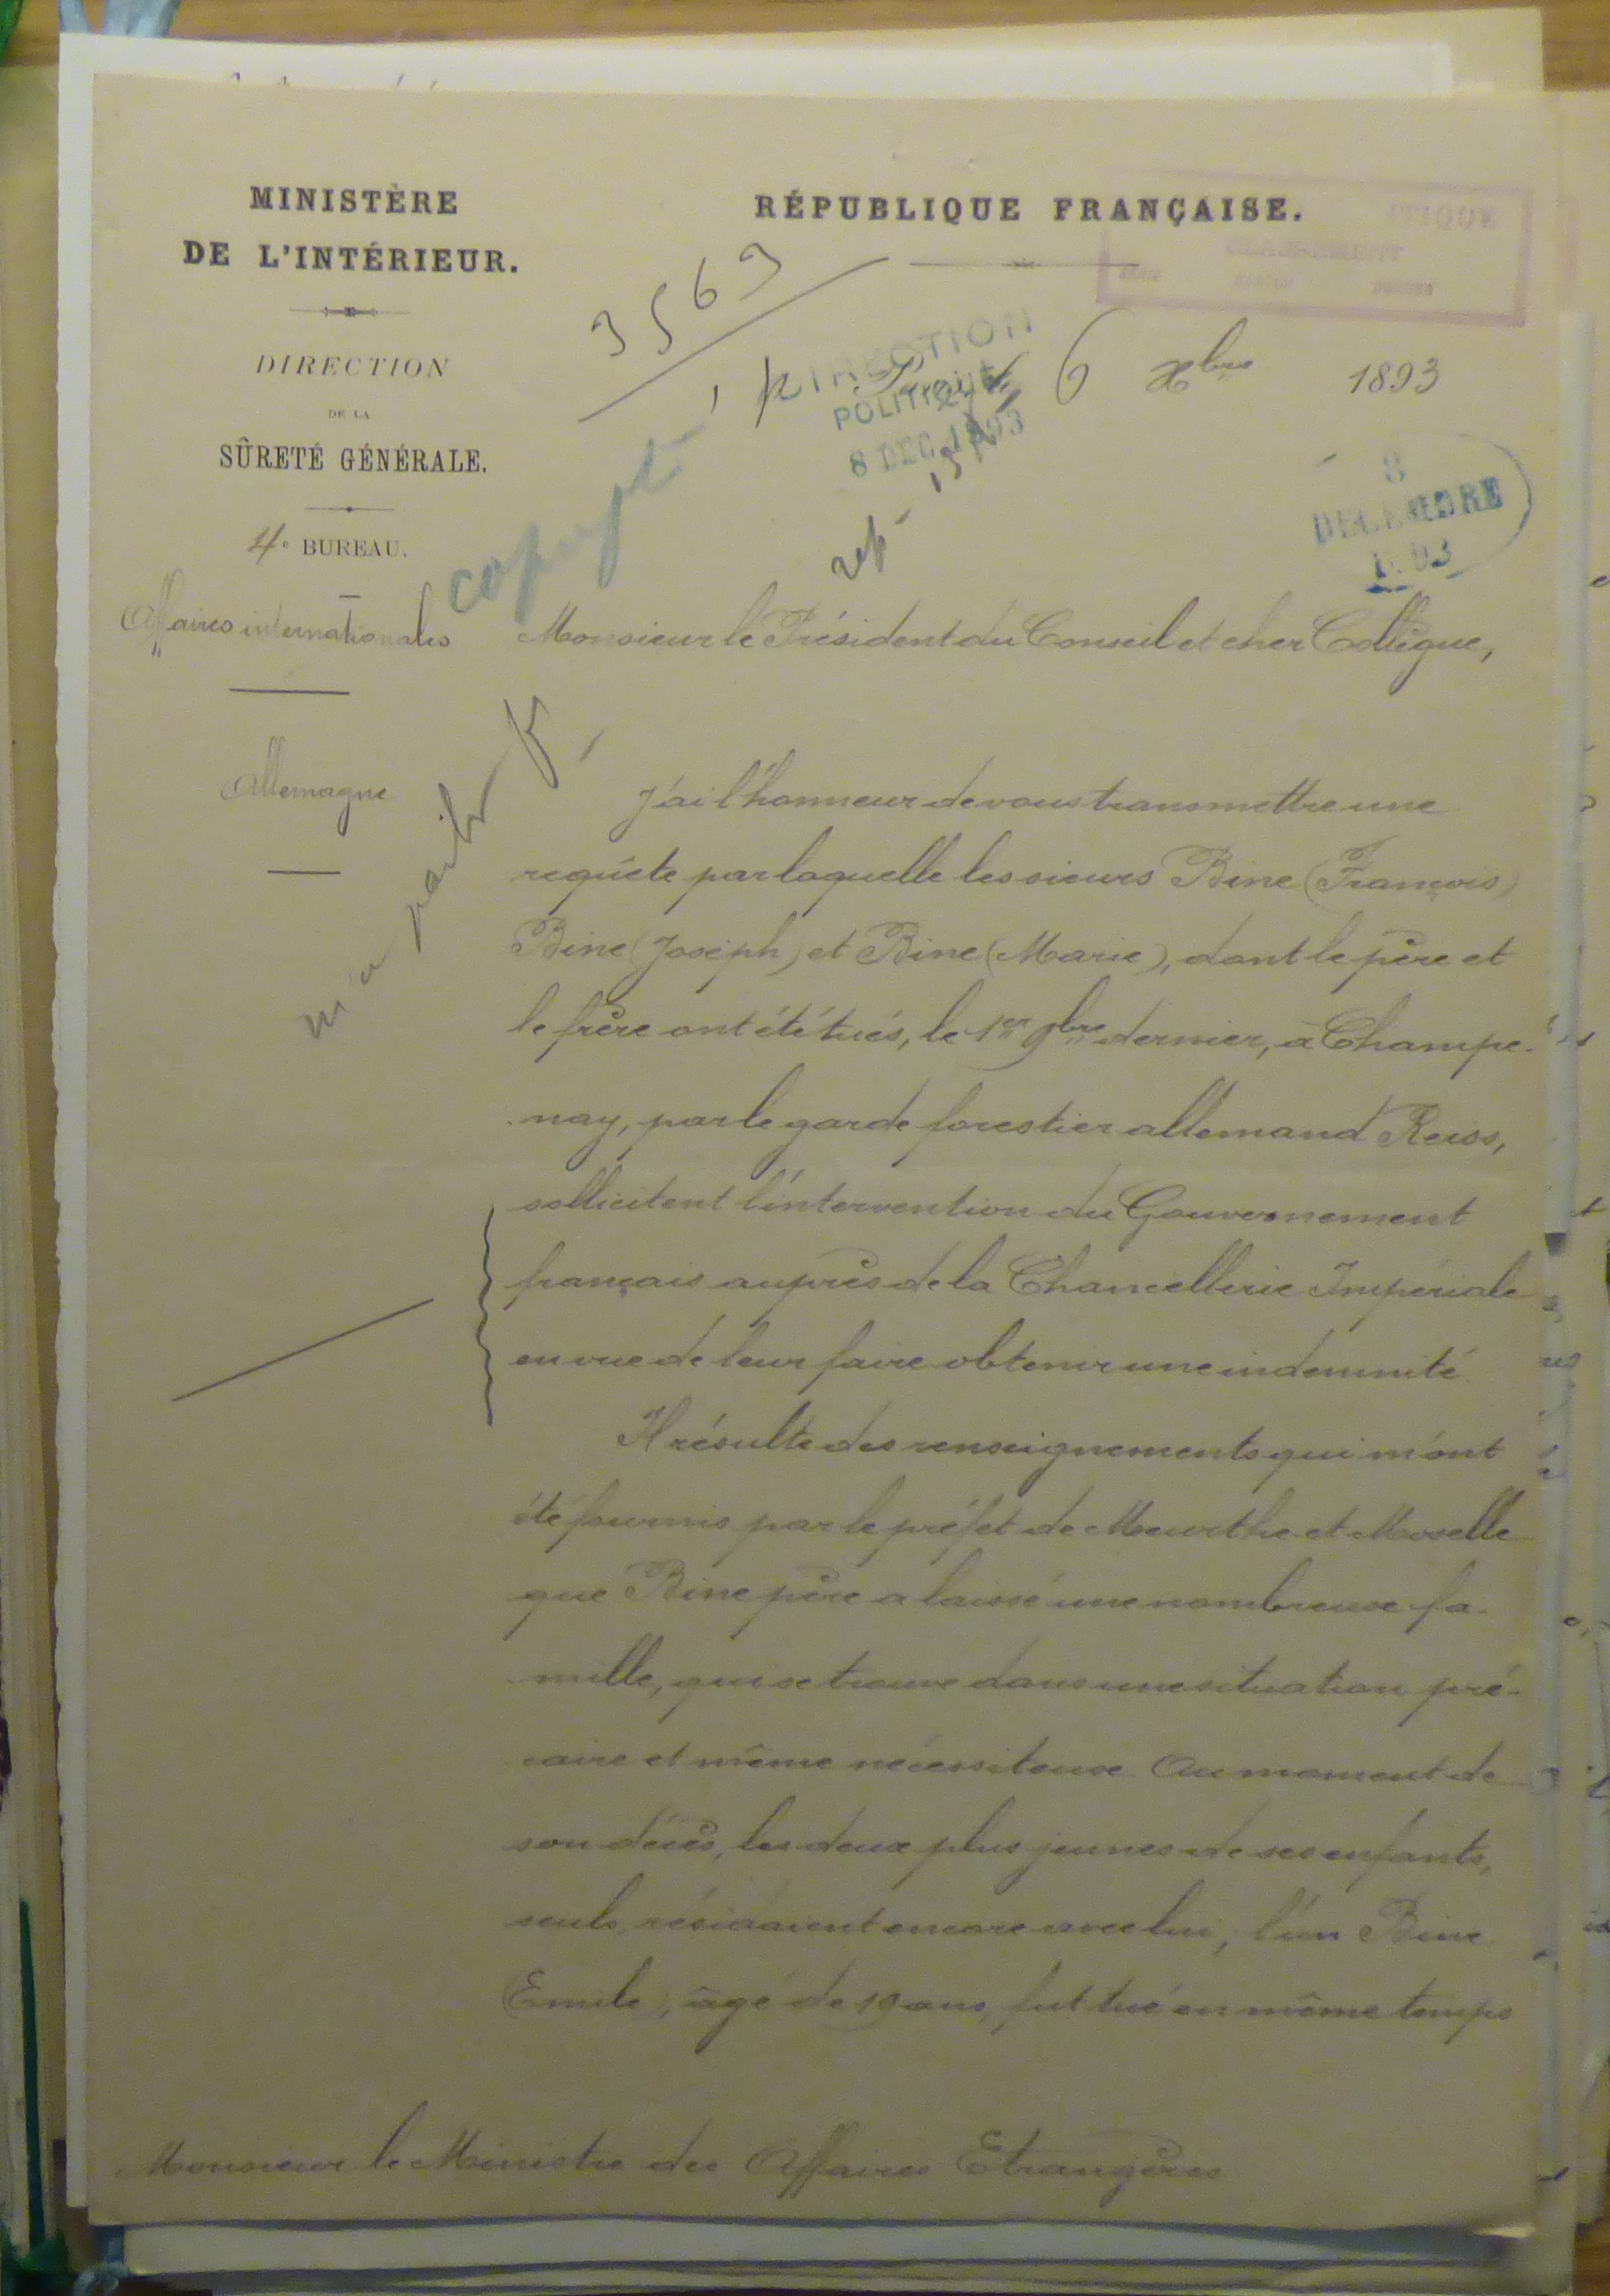 MINISTÈRE
DE L'INTÉRIEUR.
DIRECTION
DE LA
SÛRETÉ GÉNÉRALE.
4e BUREAU.
Affaires internationales
Allemagne
RÉPUBLIQUE FRANÇAISE.
TIQUE
CLASSEMENT
3569
DIRECTION
POLITIQUE
8 DEC. 1893
6 Xbre 1893
8
DÉCEMBRE
1893
rep
Monsieur le Président du Conseil et cher Collègue,
J'ai l'honneur de vous transmettre une
requête par laquelle les sieurs Bine (François)
Bine (Joseph) et Bine (Marie), dont le père et
le frère ont été tués, le 1er 9bre dernier, à Champe-
nay, par le garde forestier allemand Reiss,
sollicitent l'intervention du Gouvernement
français auprès de la Chancellerie Impériale
en vue de leur faire obtenir une indemnité
Il résulte des renseignements qui m'ont
été fournis par le préfet de Meurthe et Moselle
que Bine père a laissé une nombreuse fa-
mille, qui se trouve dans une situation pré-
caire et même nécessiteuse Au moment de
son décès, les deux plus jeunes de ses enfants,
seuls, résidaient encore avec lui, l'un Bine
Emile, âgé de 19 ans, fut tué en même temps
Monsieur le Ministre des Affaires Etrangères